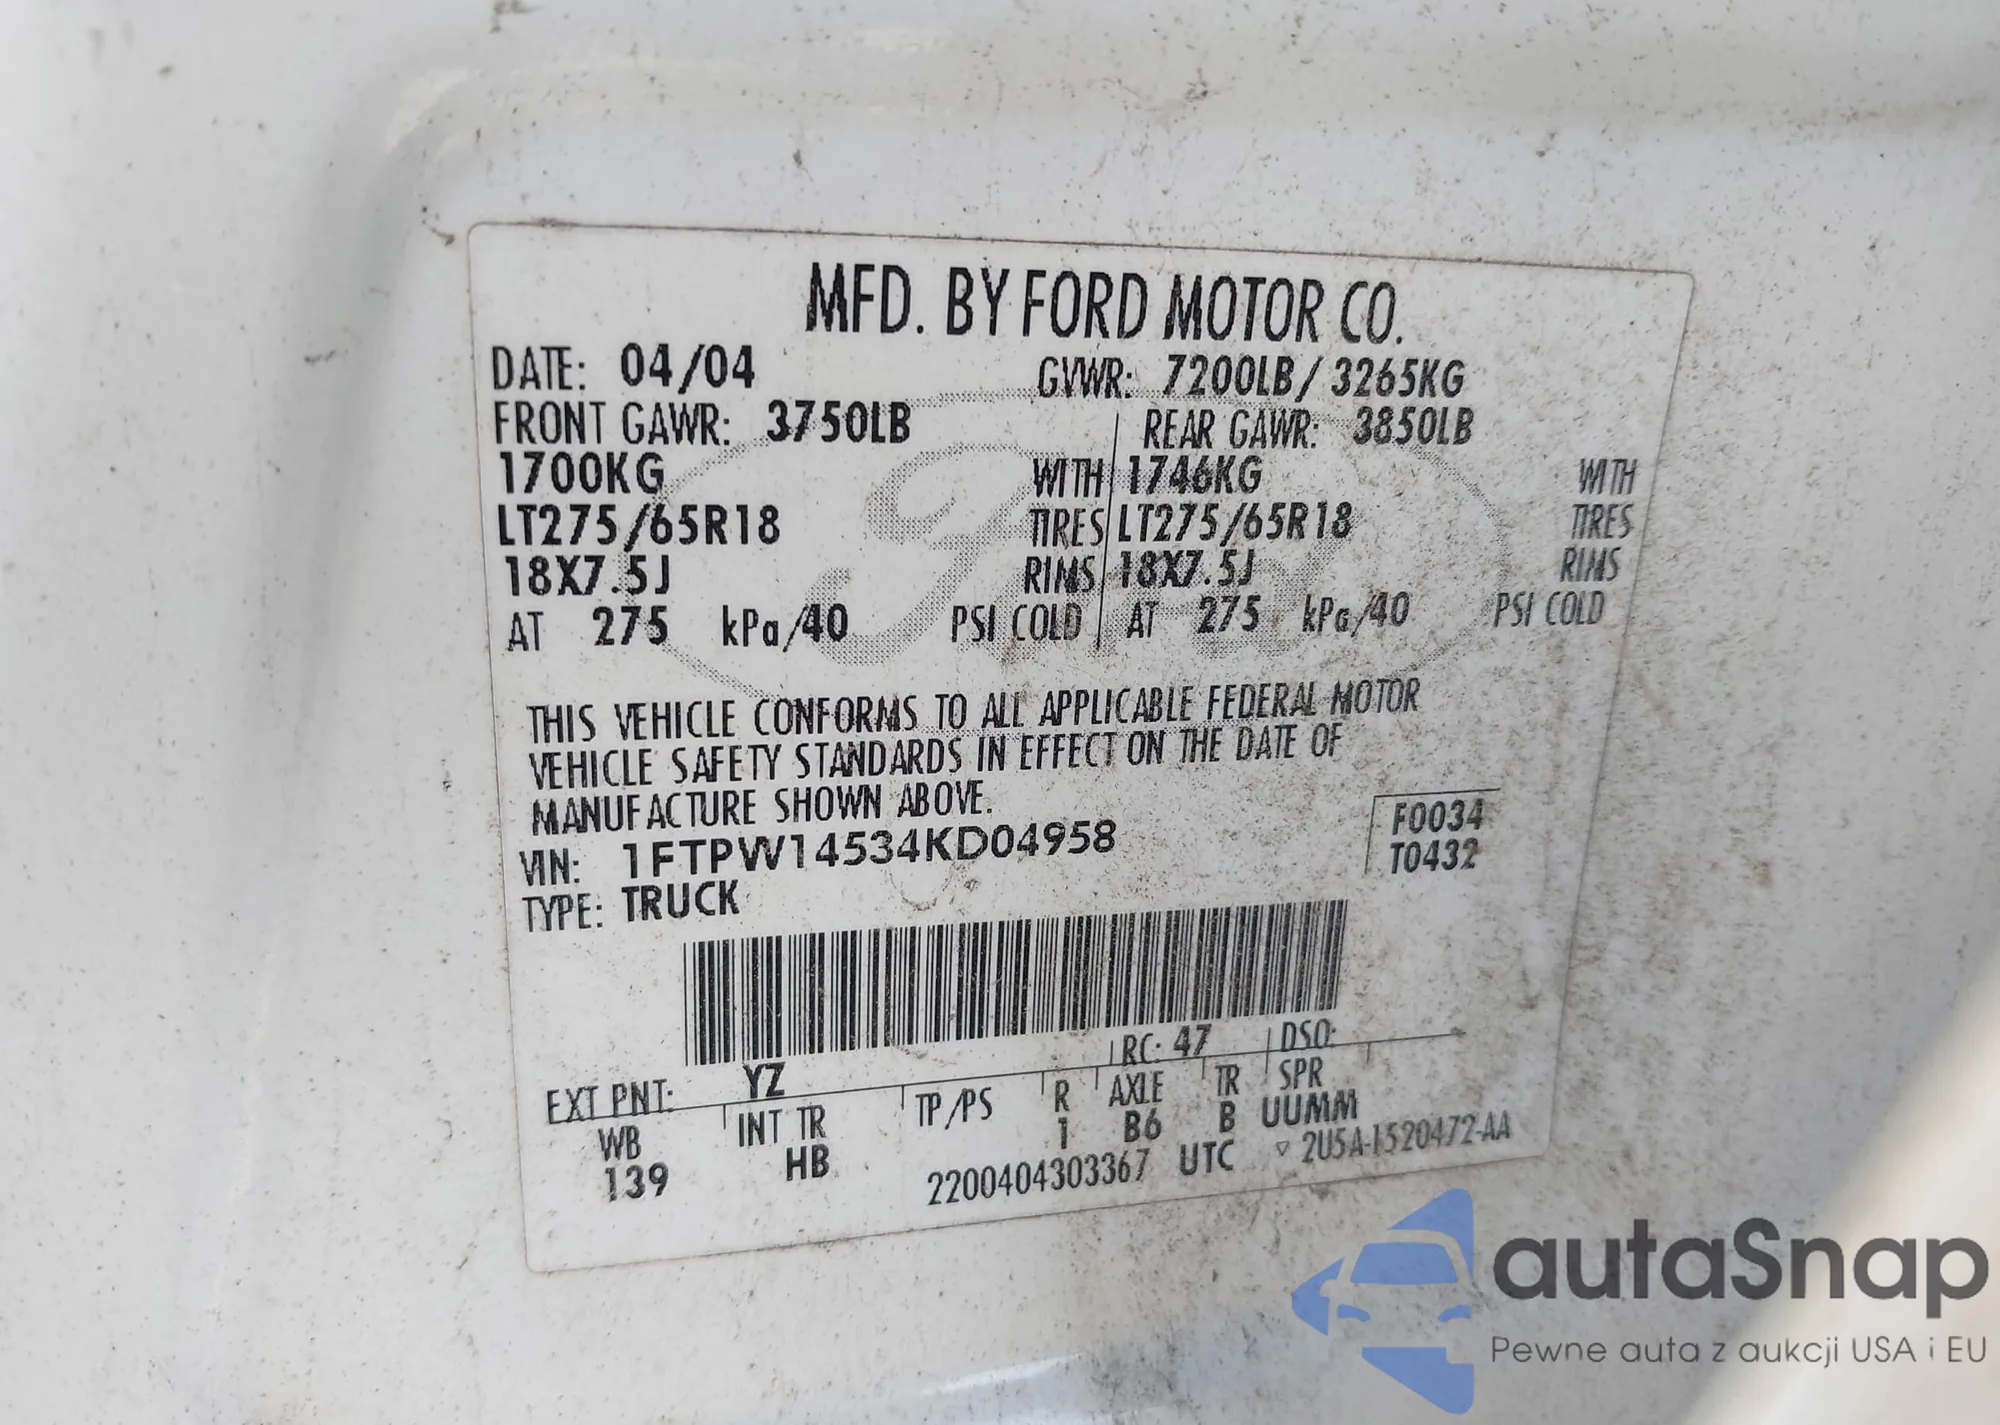 MFD. BY FORD MOTOR CO.
DATE: 04/04 GVWR: 7200LB/ 3265KG
FRONT GAWR: 3750LB REAR GAWR: 3850LB
1700KG WITH 1746KG WITH
LT275/65R18 TIRES LT275/65R18 TIRES
18X7.5J RIMS 18X7.5J RIMS
AT 275 kPa/40 PSI COLD AT 275 kPa/40 PSI COLD
THIS VEHICLE CONFORMS TO ALL APPLICABLE FEDERAL MOTOR
VEHICLE SAFETY STANDARDS IN EFFECT ON THE DATE OF
MANUFACTURE SHOWN ABOVE.
F0034
VIN: 1FTPW14534KD04958
T0432
TYPE: TRUCK
EXT PNT: YZ RC: 47 DSO:
WB INT TR TP/PS R AXLE TR SPR
139 HB 1 B6 B UUMM
2200404303367 UTC ▽ 2U5A-1520472-AA
Ford
autaSnap
Pewne auta z aukcji USA i EU